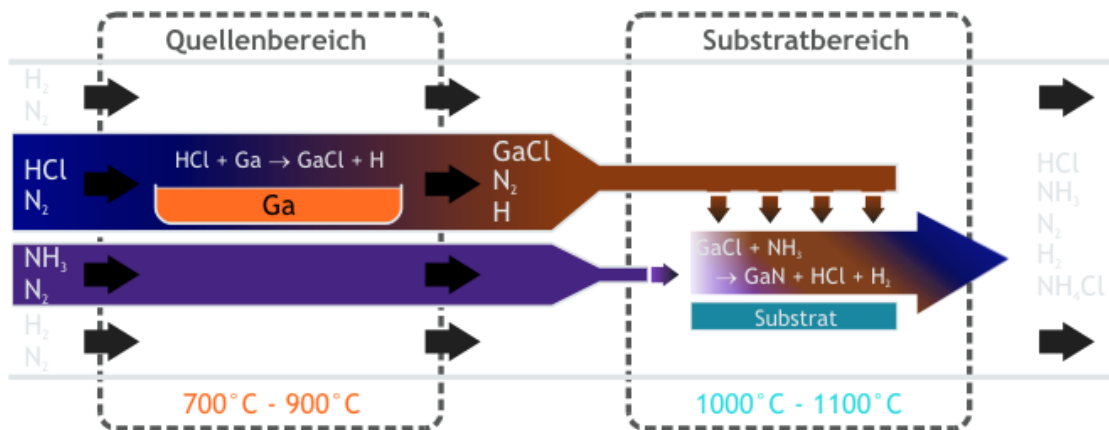 Quellenbereich
Substratbereich
H₂
N₂
HCl
N₂
HCl + Ga → GaCl + H
Ga
GaCl
N₂
H
NH₃
N₂
GaCl + NH₃
→ GaN + HCl + H₂
Substrat
H₂
N₂
HCl
NH₃
N₂
H₂
NH₄Cl
700°C - 900°C
1000°C - 1100°C